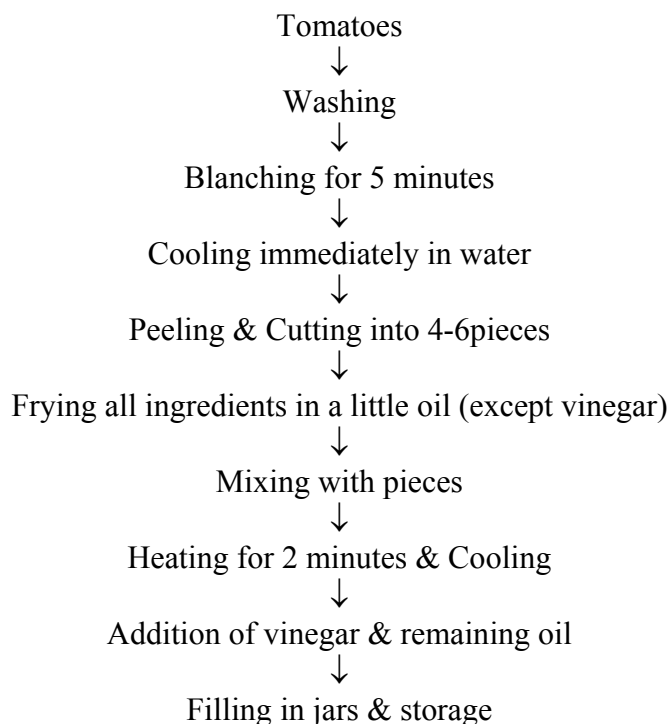 Tomatoes
↓
Washing
↓
Blanching for 5 minutes
↓
Cooling immediately in water
↓
Peeling & Cutting into 4-6pieces
↓
Frying all ingredients in a little oil (except vinegar)
↓
Mixing with pieces
↓
Heating for 2 minutes & Cooling
↓
Addition of vinegar & remaining oil
↓
Filling in jars & storage